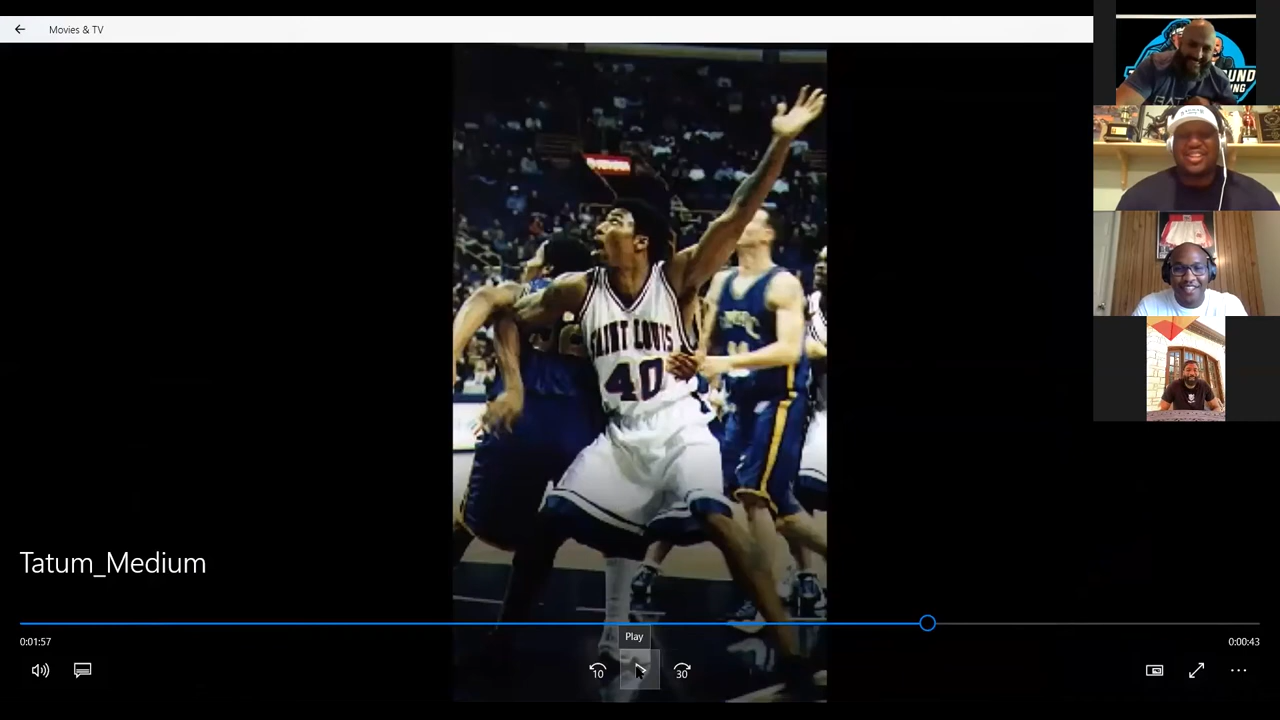 Movies & TV
SAINT LOUIS
40
Tatum_Medium
Play
0:01:57
0:00:43
10
30